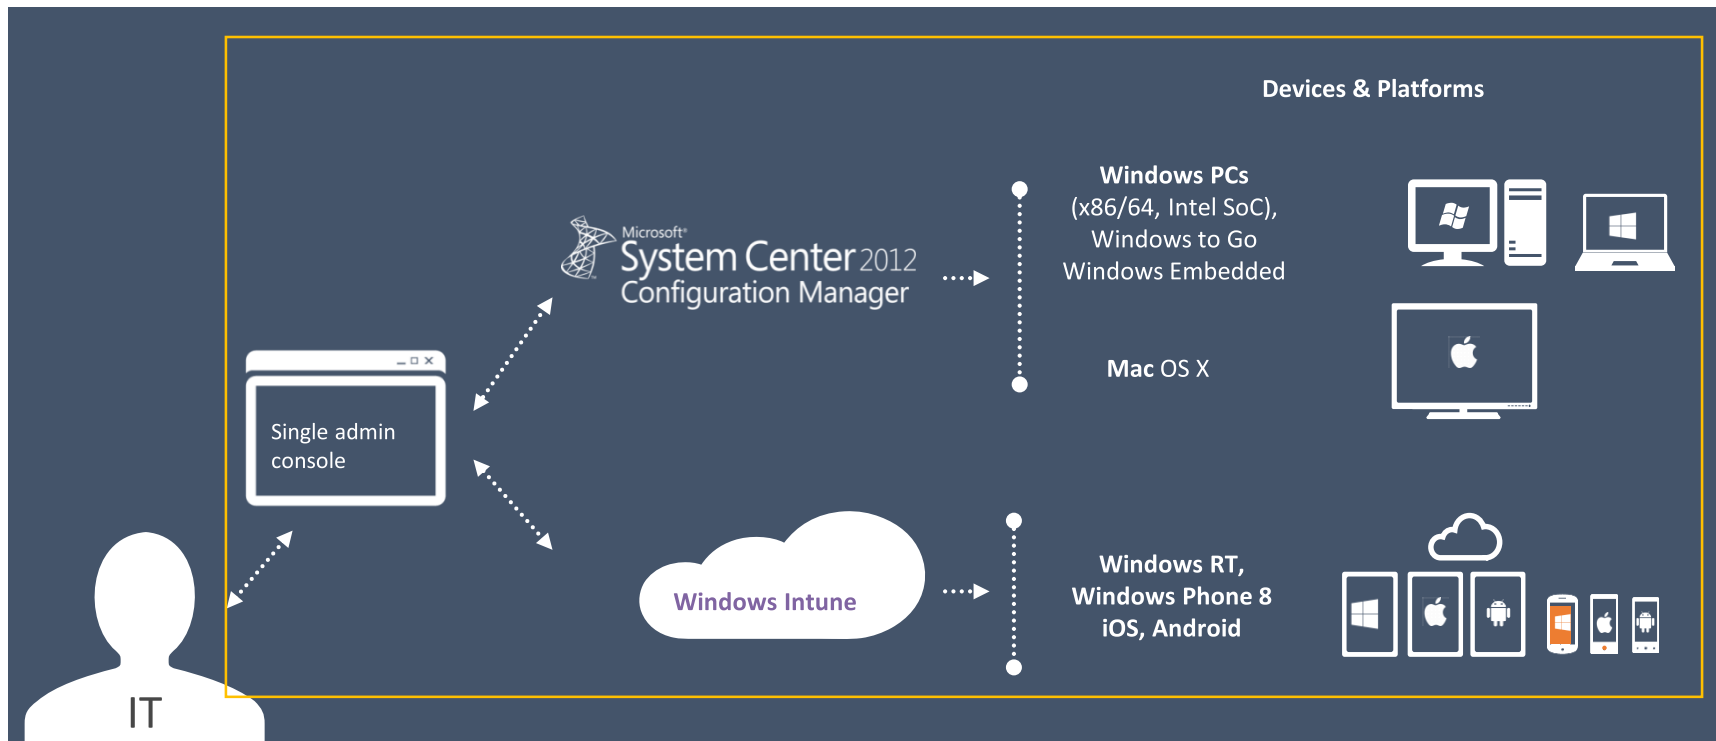 Devices & Platforms
Windows PCs
(x86/64, Intel SoC),
Windows to Go
Windows Embedded
Microsoft®
System Center 2012
Configuration Manager
Mac OS X
Single admin
console
Windows RT,
Windows Phone 8
iOS, Android
Windows Intune
IT